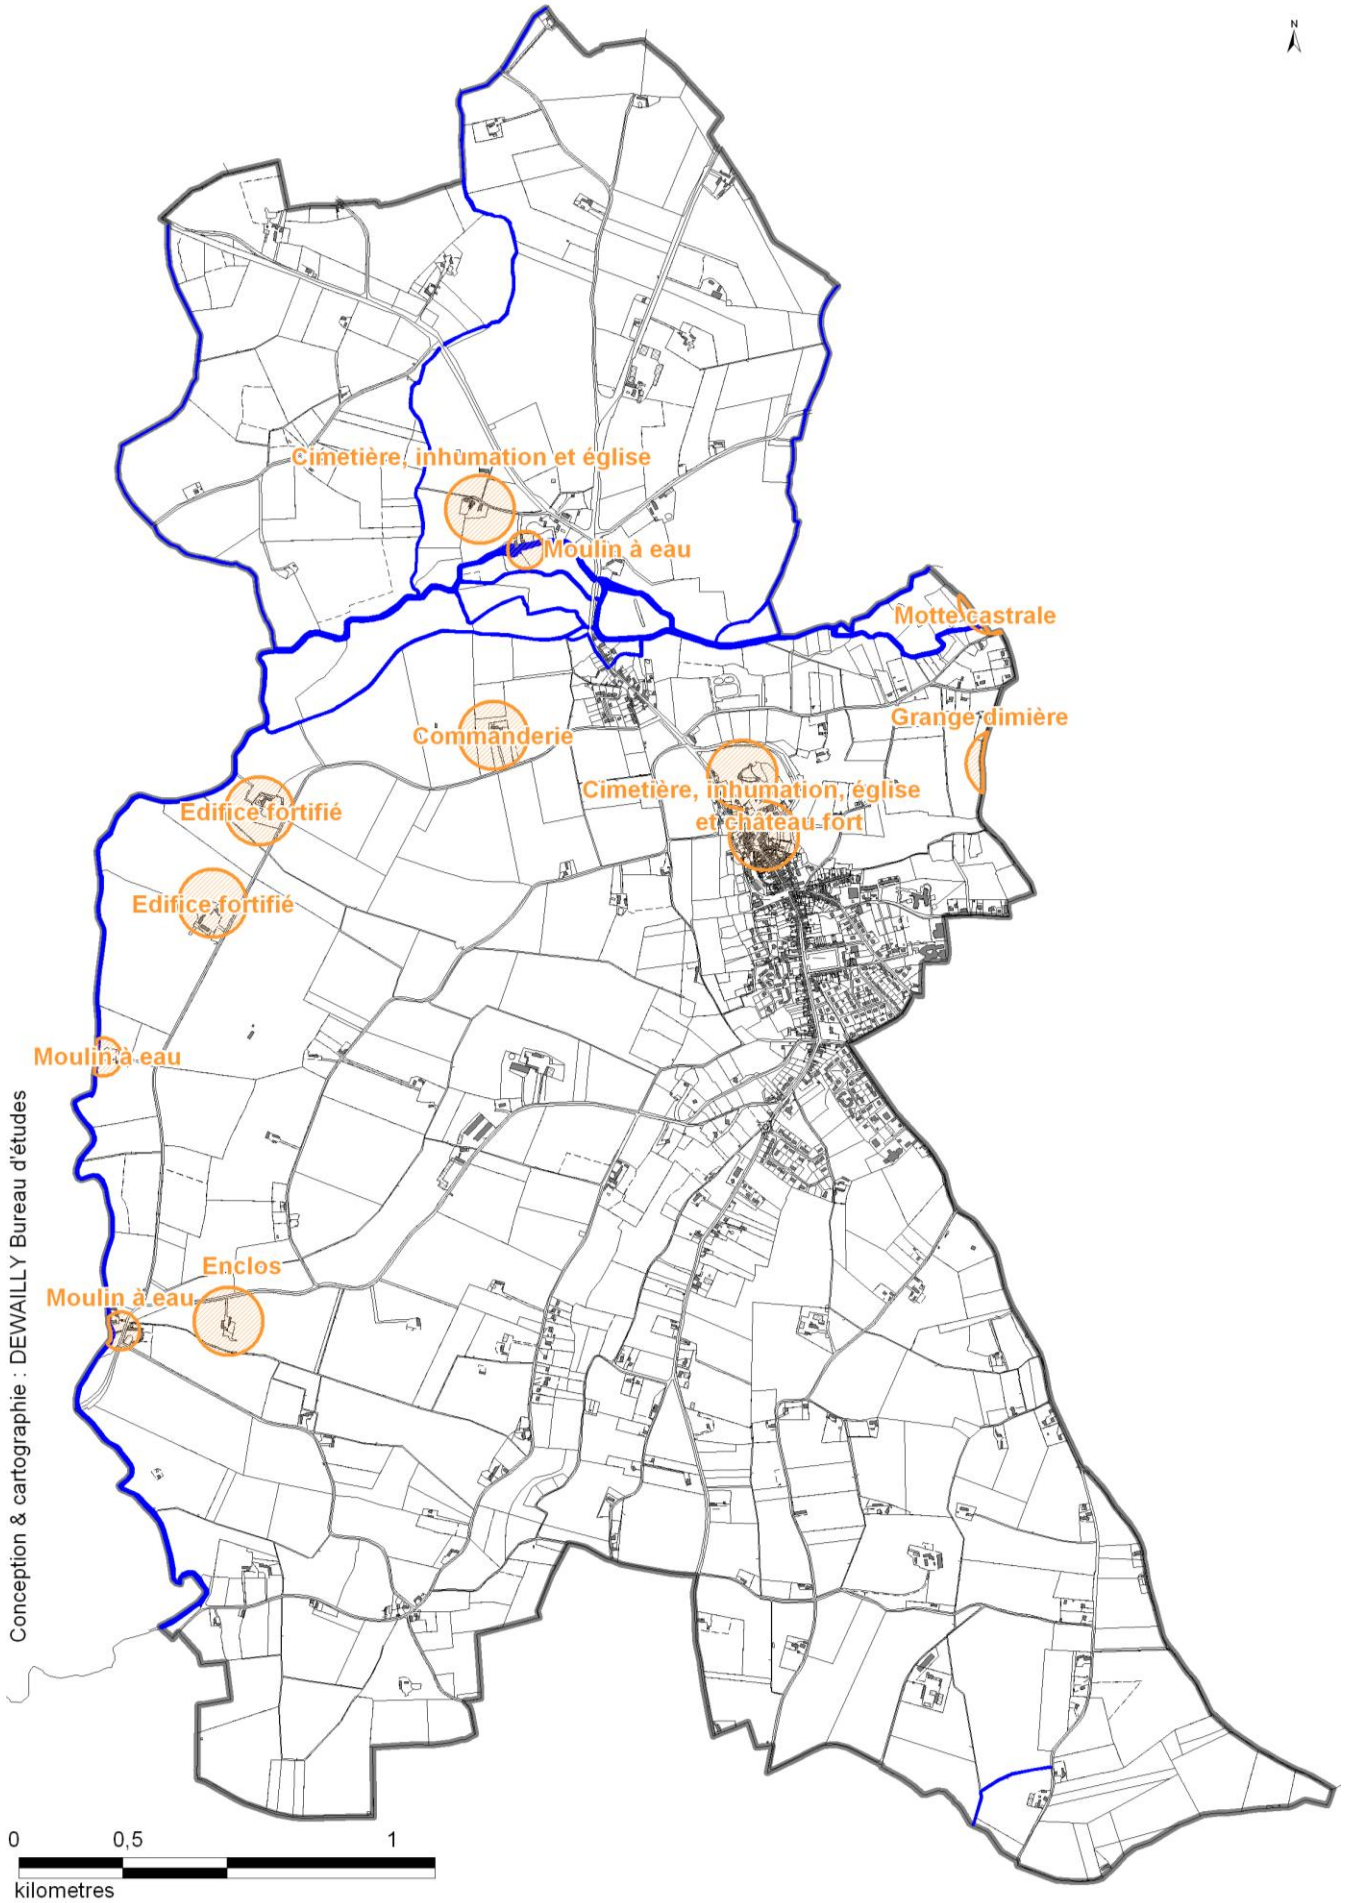 N
Cimetière, inhumation et église
Moulin à eau
Motte castrale
Commanderie
Grange dimière
Cimetière, inhumation, église
et château fort
Edifice fortifié
Edifice fortifié
Moulin à eau
Enclos
Moulin à eau
Conception & cartographie : DEWAILLY Bureau d'études
0 0,5 1
kilometres